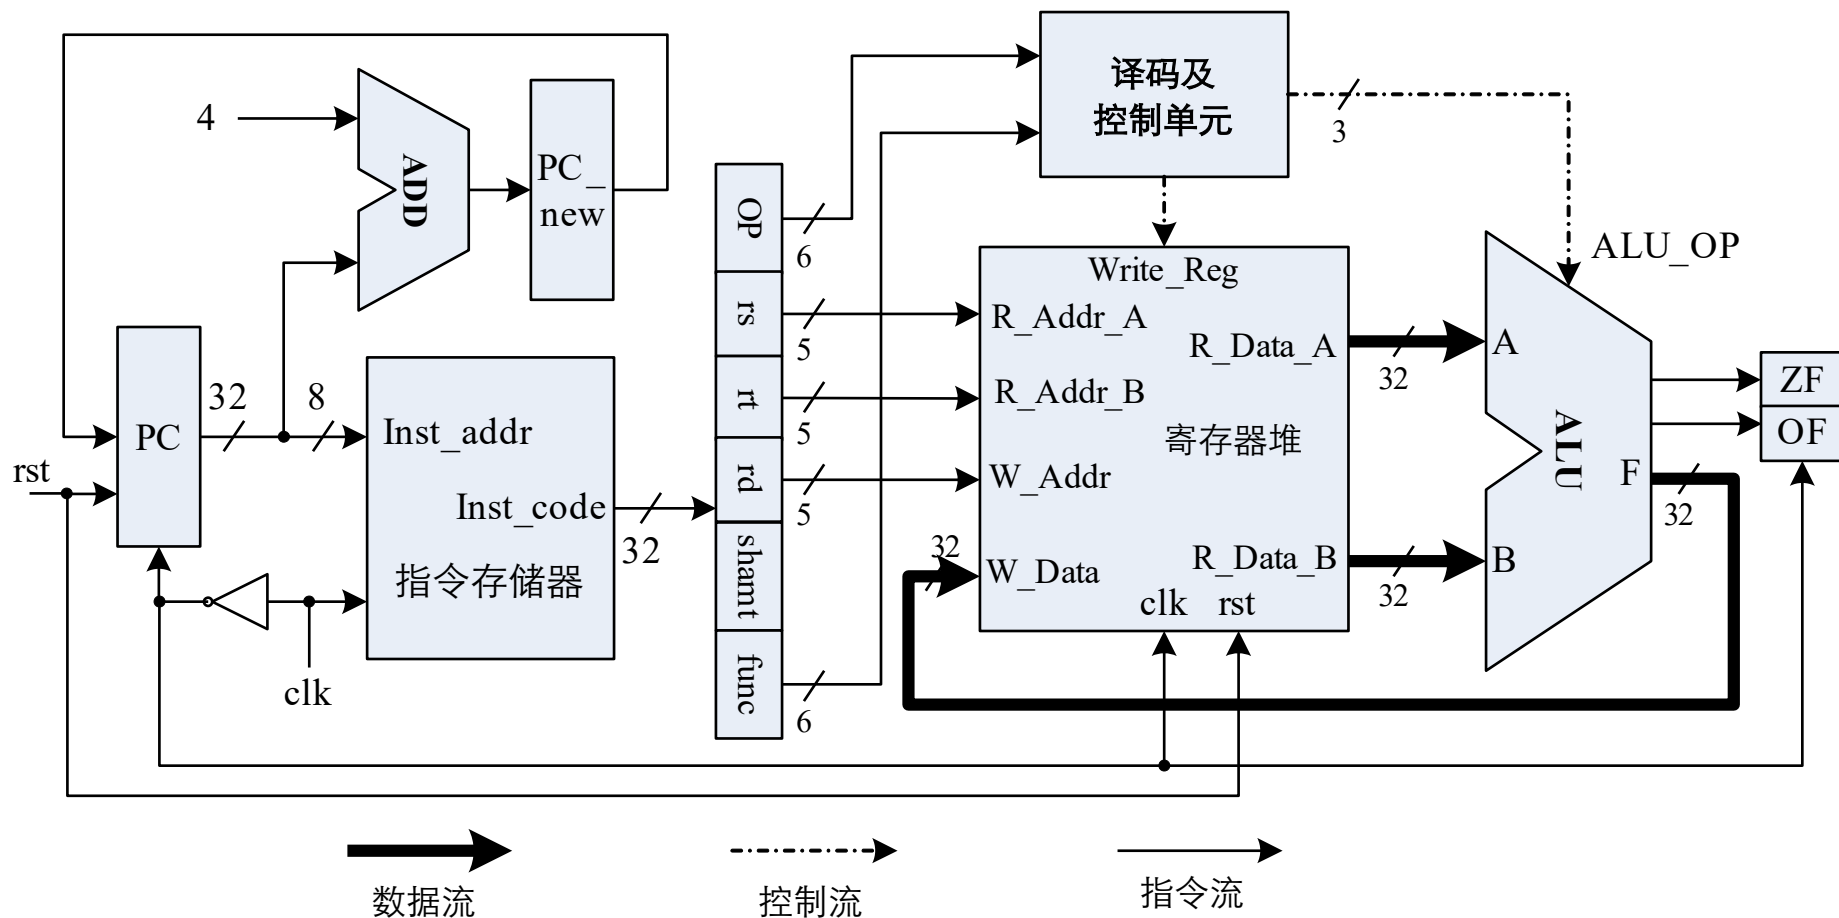 译码及
控制单元
3
4
ADD
PC_
new
OP
6
Write_Reg
ALU_OP
rs
5
R_Addr_A
R_Data_A
32
A
ZF
PC
32
8
Inst_addr
rt
5
R_Addr_B
寄存器堆
ALU
OF
rst
Inst_code
32
rd
5
W_Addr
F
32
指令存储器
shamt
32
W_Data
R_Data_B
32
B
clk
rst
clk
func
6
数据流
控制流
指令流